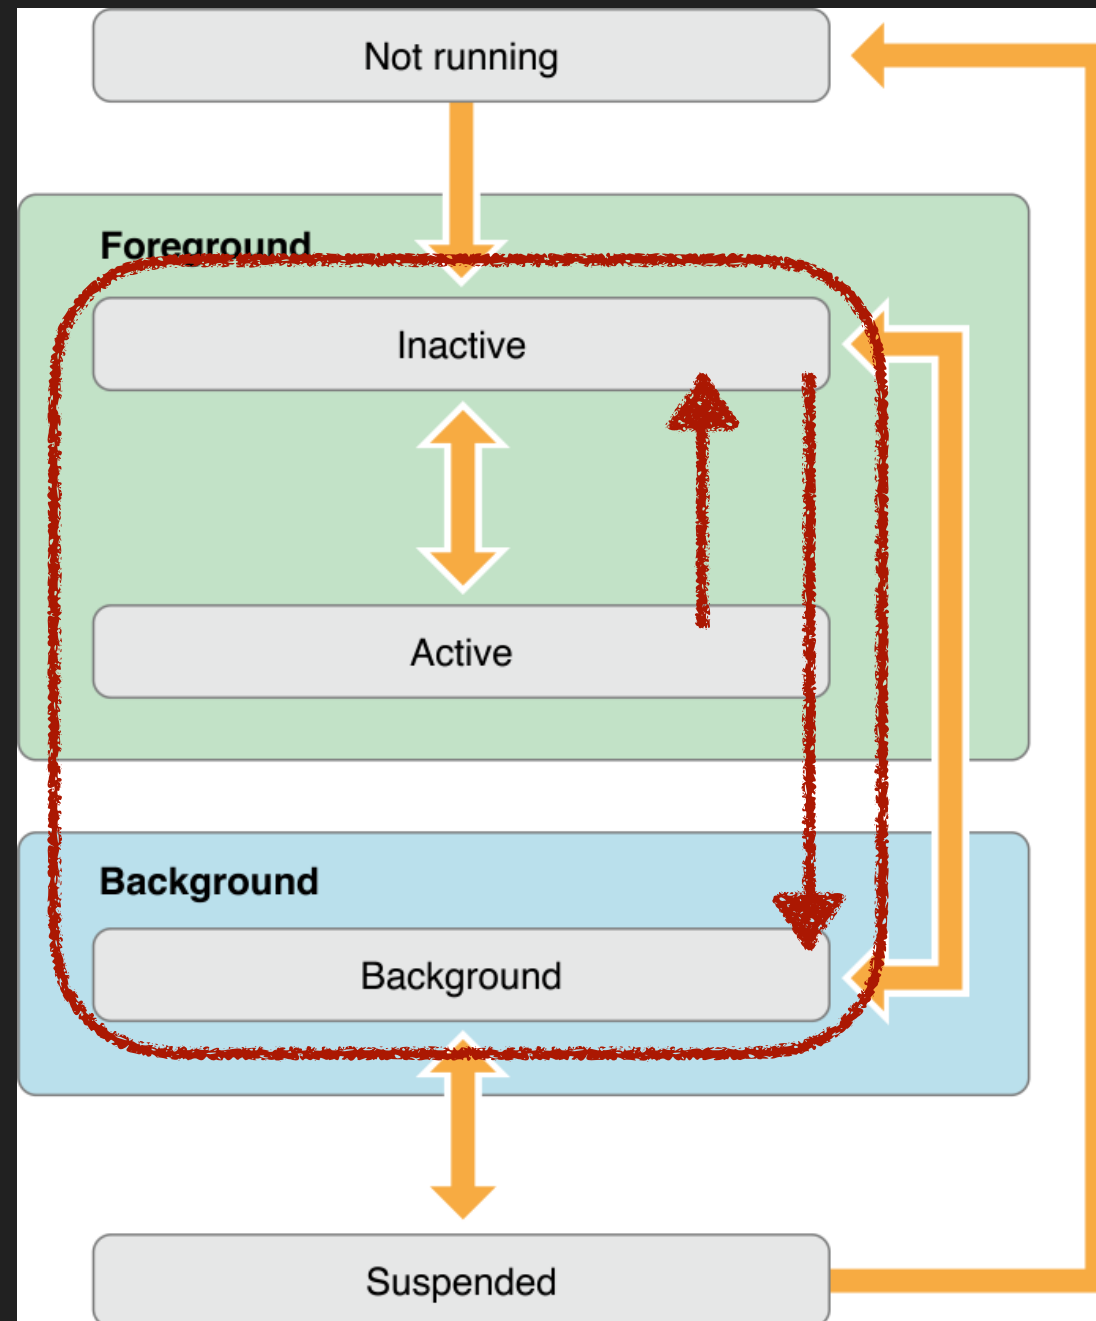 Not running
Foreground
Inactive
Active
Background
Background
Suspended